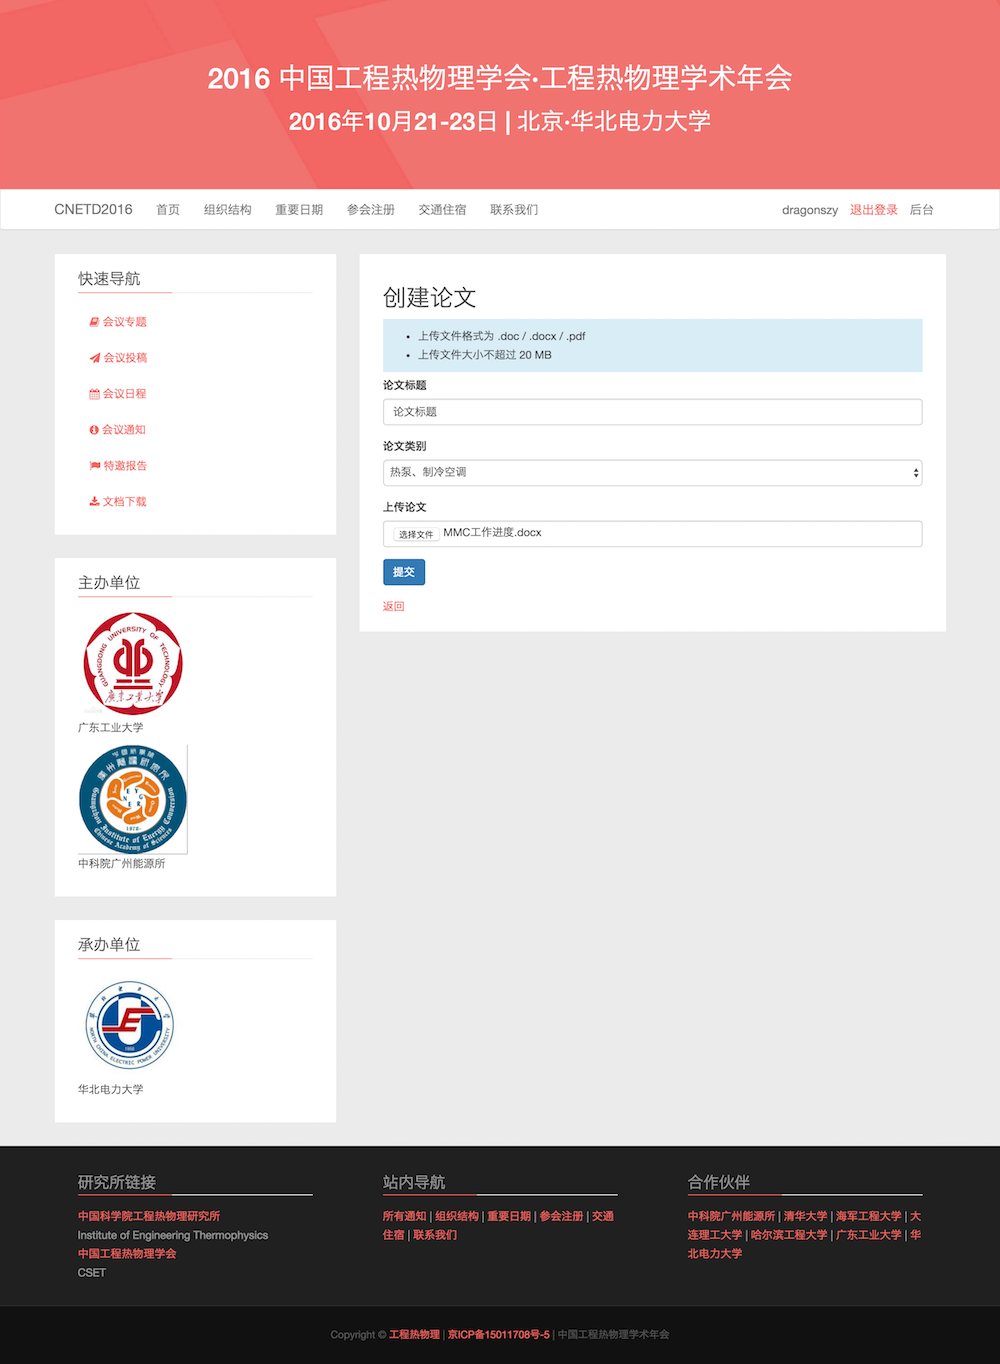 2016 中国工程热物理学会·工程热物理学术年会
2016年10月21-23日 | 北京·华北电力大学
CNETD2016 首页 组织结构 重要日期 参会注册 交通住宿 联系我们 dragonszy 退出登录 后台
快速导航
会议专题
会议投稿
会议日程
会议通知
特邀报告
文档下载
创建论文
上传文件格式为 .doc / .docx / .pdf
上传文件大小不超过 20 MB
论文标题
论文标题
论文类别
热泵、制冷空调
上传论文
选择文件 MMC工作进度.docx
提交
返回
主办单位
GUANGDONG UNIVERSITY OF TECHNOLOGY
广东工业大学
广东工业大学
Guangzhou Institute of Energy Conversion
Chinese Academy of Sciences
1978
中科院广州能源所
承办单位
华北电力大学
NORTH CHINA ELECTRIC POWER UNIVERSITY
华北电力大学
研究所链接
中国科学院工程热物理研究所
Institute of Engineering Thermophysics
中国工程热物理学会
CSET
站内导航
所有通知 | 组织结构 | 重要日期 | 参会注册 | 交通
住宿 | 联系我们
合作伙伴
中科院广州能源所 | 清华大学 | 海军工程大学 | 大
连理工大学 | 哈尔滨工程大学 | 广东工业大学 | 华
北电力大学
Copyright © 工程热物理 | 京ICP备15011708号-5 | 中国工程热物理学术年会